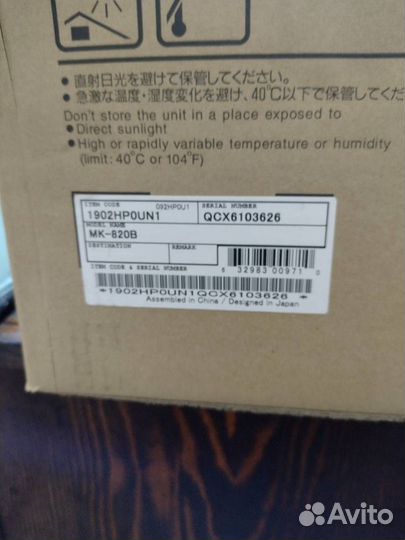 ● 直射日光を避けて保管してください。
● 急激な温度・湿度変化を避け、40℃以下で保管してくだ
Don't store the unit in a place exposed to
● Direct sunlight
● High or rapidly variable temperature or humidity
(limit: 40°C or 104°F)
ITEM CODE 092HP0U1 SERIAL NUMBER
1902HP0UN1 QCX6103626
MODEL NAME
MK-820B
DESTINATION REMARK
ITEM CODE & SERIAL NUMBER 6 32983 00971 0
*1902HP0UN1QCX6103626*
Assembled in China / Designed in Japan
Avito